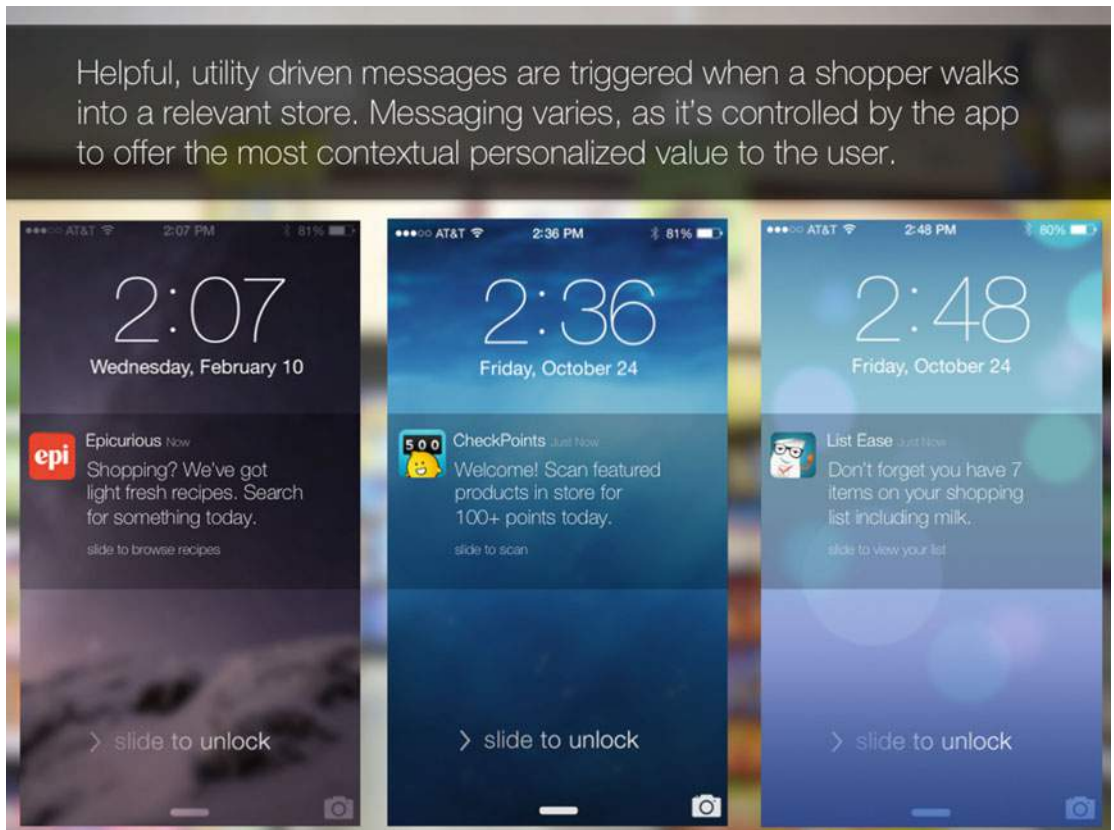 Helpful, utility driven messages are triggered when a shopper walks
into a relevant store. Messaging varies, as it's controlled by the app
to offer the most contextual personalized value to the user.
AT&T 2:07 PM 81%
2:07
Wednesday, February 10
epi
Epicurious Now
Shopping? We've got
light fresh recipes. Search
for something today.
slide to browse recipes
> slide to unlock
AT&T 2:36 PM 81%
2:36
Friday, October 24
500
CheckPoints Just Now
Welcome! Scan featured
products in store for
100+ points today.
slide to scan
> slide to unlock
AT&T 2:48 PM 80%
2:48
Friday, October 24
List Ease Just Now
Don't forget you have 7
items on your shopping
list including milk.
slide to view your list
> slide to unlock